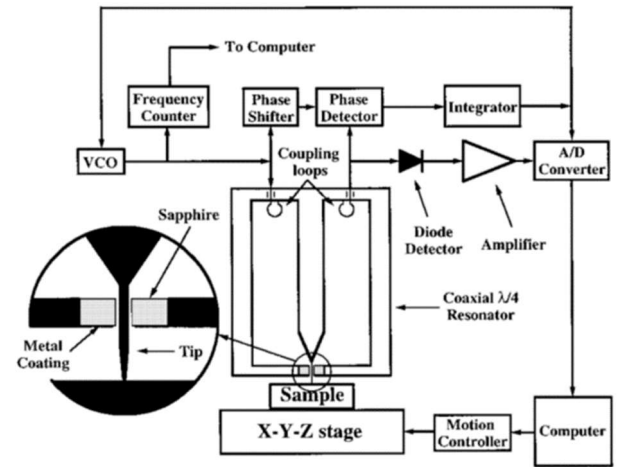 To Computer
Frequency
Counter
Phase
Shifter
Phase
Detector
Integrator
VCO
Coupling
loops
A/D
Converter
Diode
Detector
Amplifier
Sapphire
Coaxial λ/4
Resonator
Metal
Coating
Tip
Sample
X-Y-Z stage
Motion
Controller
Computer